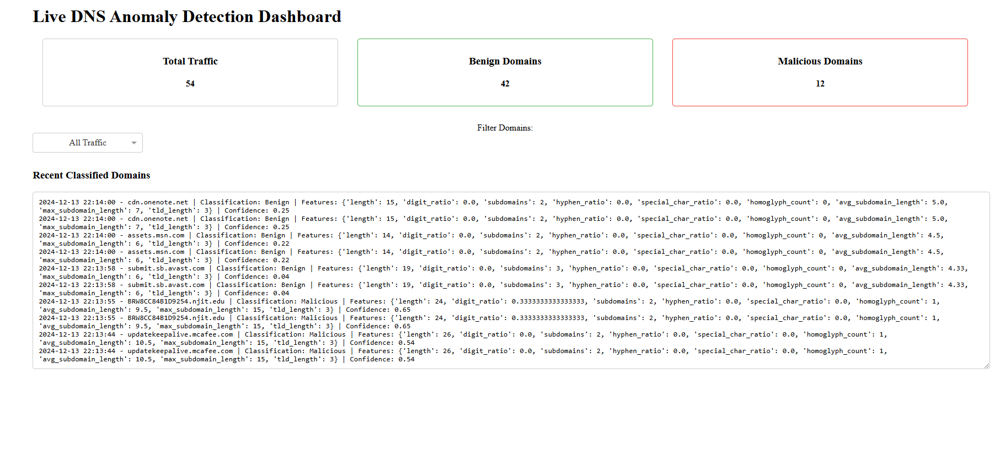 Live DNS Anomaly Detection Dashboard
Total Traffic
54
Benign Domains
42
Malicious Domains
12
Filter Domains:
All Traffic
Recent Classified Domains
2024-12-13 22:14:00 - cdn.onenote.net | Classification: Benign | Features: {'length': 15, 'digit_ratio': 0.0, 'subdomains': 2, 'hyphen_ratio': 0.0, 'special_char_ratio': 0.0, 'homoglyph_count': 0, 'avg_subdomain_length': 5.0,
'max_subdomain_length': 7, 'tld_length': 3} | Confidence: 0.25
2024-12-13 22:14:00 - cdn.onenote.net | Classification: Benign | Features: {'length': 15, 'digit_ratio': 0.0, 'subdomains': 2, 'hyphen_ratio': 0.0, 'special_char_ratio': 0.0, 'homoglyph_count': 0, 'avg_subdomain_length': 5.0,
'max_subdomain_length': 7, 'tld_length': 3} | Confidence: 0.25
2024-12-13 22:14:00 - assets.msn.com | Classification: Benign | Features: {'length': 14, 'digit_ratio': 0.0, 'subdomains': 2, 'hyphen_ratio': 0.0, 'special_char_ratio': 0.0, 'homoglyph_count': 0, 'avg_subdomain_length': 4.5,
'max_subdomain_length': 6, 'tld_length': 3} | Confidence: 0.22
2024-12-13 22:14:00 - assets.msn.com | Classification: Benign | Features: {'length': 14, 'digit_ratio': 0.0, 'subdomains': 2, 'hyphen_ratio': 0.0, 'special_char_ratio': 0.0, 'homoglyph_count': 0, 'avg_subdomain_length': 4.5,
'max_subdomain_length': 6, 'tld_length': 3} | Confidence: 0.22
2024-12-13 22:13:58 - submit.sb.avast.com | Classification: Benign | Features: {'length': 19, 'digit_ratio': 0.0, 'subdomains': 3, 'hyphen_ratio': 0.0, 'special_char_ratio': 0.0, 'homoglyph_count': 0, 'avg_subdomain_length': 4.33,
'max_subdomain_length': 6, 'tld_length': 3} | Confidence: 0.04
2024-12-13 22:13:58 - submit.sb.avast.com | Classification: Benign | Features: {'length': 19, 'digit_ratio': 0.0, 'subdomains': 3, 'hyphen_ratio': 0.0, 'special_char_ratio': 0.0, 'homoglyph_count': 0, 'avg_subdomain_length': 4.33,
'max_subdomain_length': 6, 'tld_length': 3} | Confidence: 0.04
2024-12-13 22:13:55 - BRW8CC84B1D9254.njit.edu | Classification: Malicious | Features: {'length': 24, 'digit_ratio': 0.3333333333333333, 'subdomains': 2, 'hyphen_ratio': 0.0, 'special_char_ratio': 0.0, 'homoglyph_count': 1,
'avg_subdomain_length': 9.5, 'max_subdomain_length': 15, 'tld_length': 3} | Confidence: 0.65
2024-12-13 22:13:55 - BRW8CC84B1D9254.njit.edu | Classification: Malicious | Features: {'length': 24, 'digit_ratio': 0.3333333333333333, 'subdomains': 2, 'hyphen_ratio': 0.0, 'special_char_ratio': 0.0, 'homoglyph_count': 1,
'avg_subdomain_length': 9.5, 'max_subdomain_length': 15, 'tld_length': 3} | Confidence: 0.65
2024-12-13 22:13:44 - updatekeepalive.mcafee.com | Classification: Malicious | Features: {'length': 26, 'digit_ratio': 0.0, 'subdomains': 2, 'hyphen_ratio': 0.0, 'special_char_ratio': 0.0, 'homoglyph_count': 1,
'avg_subdomain_length': 10.5, 'max_subdomain_length': 15, 'tld_length': 3} | Confidence: 0.54
2024-12-13 22:13:44 - updatekeepalive.mcafee.com | Classification: Malicious | Features: {'length': 26, 'digit_ratio': 0.0, 'subdomains': 2, 'hyphen_ratio': 0.0, 'special_char_ratio': 0.0, 'homoglyph_count': 1,
'avg_subdomain_length': 10.5, 'max_subdomain_length': 15, 'tld_length': 3} | Confidence: 0.54